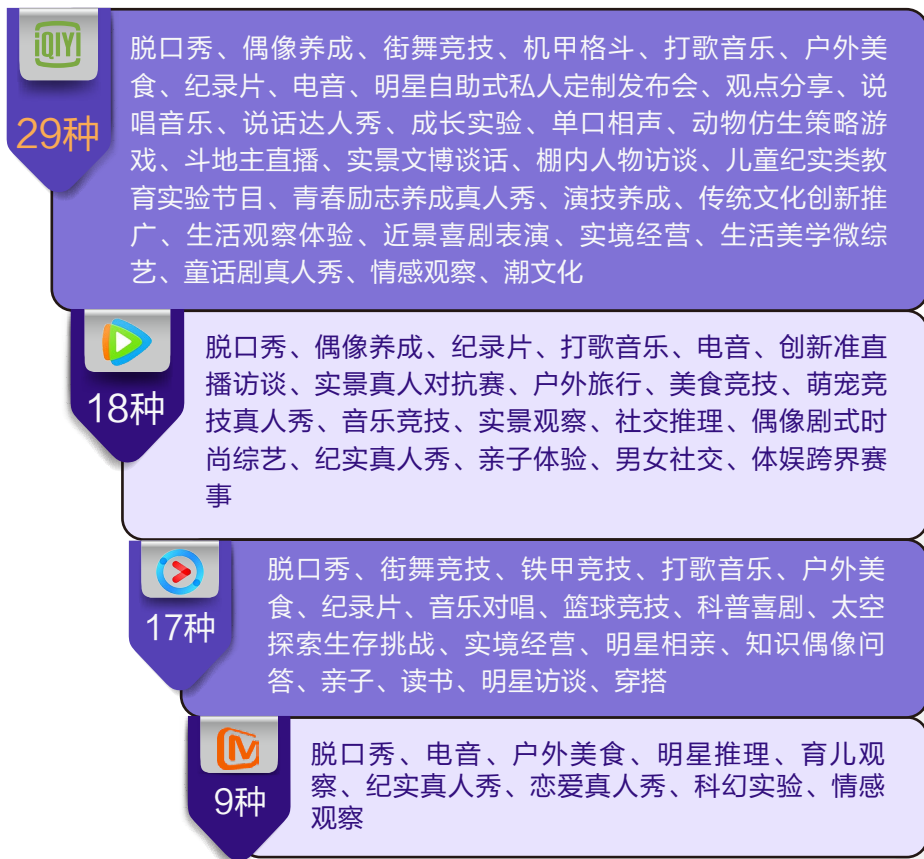 iQIYI
29种
脱口秀、偶像养成、街舞竞技、机甲格斗、打歌音乐、户外美
食、纪录片、电音、明星自助式私人定制发布会、观点分享、说
唱音乐、说话达人秀、成长实验、单口相声、动物仿生策略游
戏、斗地主直播、实景文博谈话、棚内人物访谈、儿童纪实类教
育实验节目、青春励志养成真人秀、演技养成、传统文化创新推
广、生活观察体验、近景喜剧表演、实境经营、生活美学微综
艺、童话剧真人秀、情感观察、潮文化
18种
脱口秀、偶像养成、纪录片、打歌音乐、电音、创新准直
播访谈、实景真人对抗赛、户外旅行、美食竞技、萌宠竞
技真人秀、音乐竞技、实景观察、社交推理、偶像剧式时
尚综艺、纪实真人秀、亲子体验、男女社交、体娱跨界赛
事
17种
脱口秀、街舞竞技、铁甲竞技、打歌音乐、户外美
食、纪录片、音乐对唱、篮球竞技、科普喜剧、太空
探索生存挑战、实境经营、明星相亲、知识偶像问
答、亲子、读书、明星访谈、穿搭
9种
脱口秀、电音、户外美食、明星推理、育儿观
察、纪实真人秀、恋爱真人秀、科幻实验、情感
观察